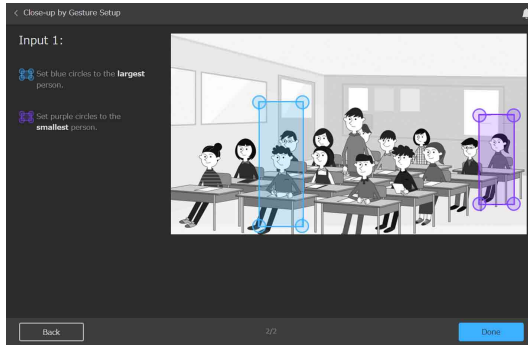 < Close-up by Gesture Setup
Input 1:
Set blue circles to the largest
person.
Set purple circles to the
smallest person.
Back
2/2
Done